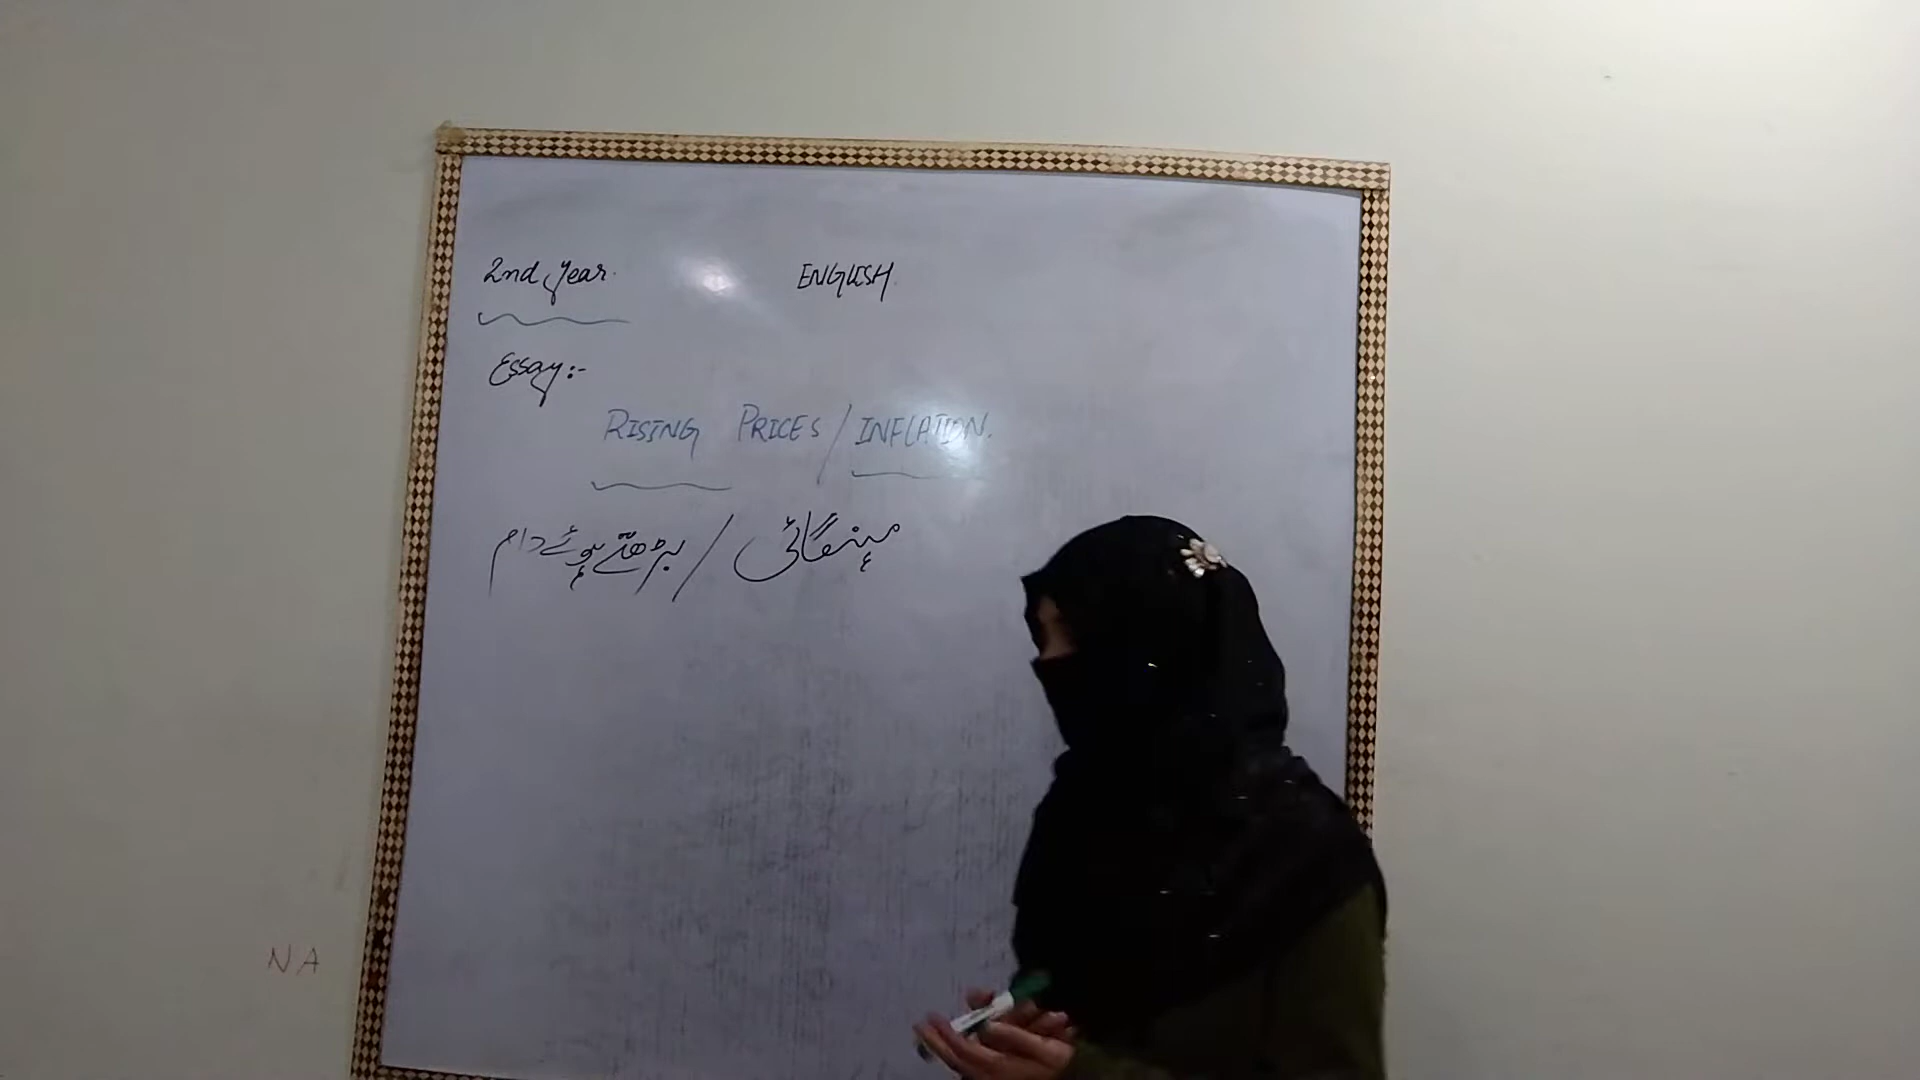 2nd Year. ENGLISH.
Essay:-
RISING PRICES / INFLATION.
مہنگائی / بڑھتے ہوئے دام
NA